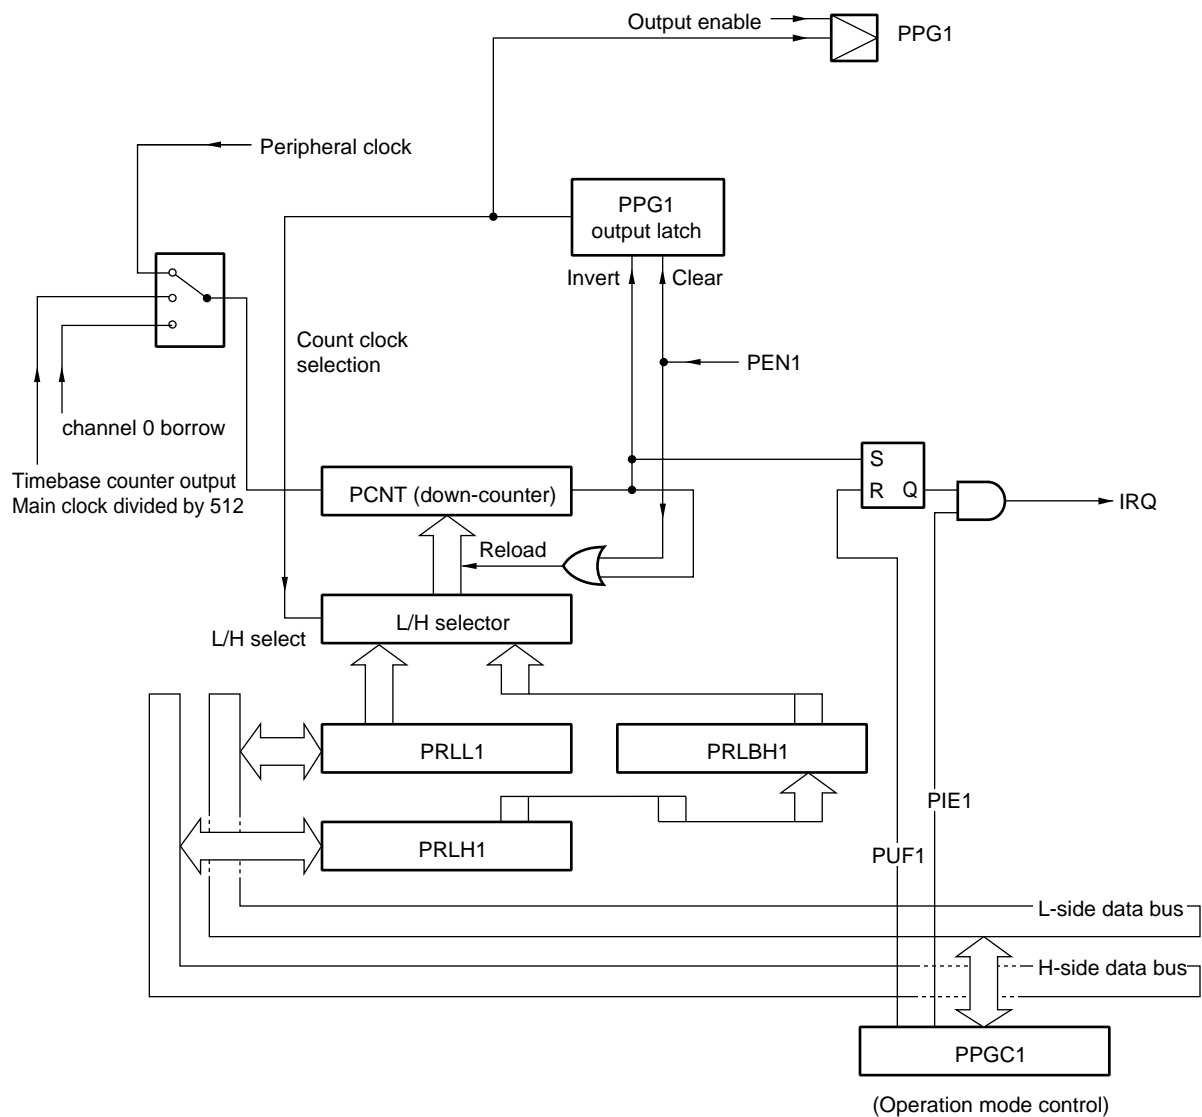 Output enable
PPG1
Peripheral clock
PPG1
output latch
Invert
Clear
Count clock
selection
PEN1
channel 0 borrow
Timebase counter output
Main clock divided by 512
PCNT (down-counter)
S
R
Q
IRQ
Reload
L/H selector
L/H select
PRLL1
PRLBH1
PIE1
PRLH1
PUF1
L-side data bus
H-side data bus
PPGC1
(Operation mode control)